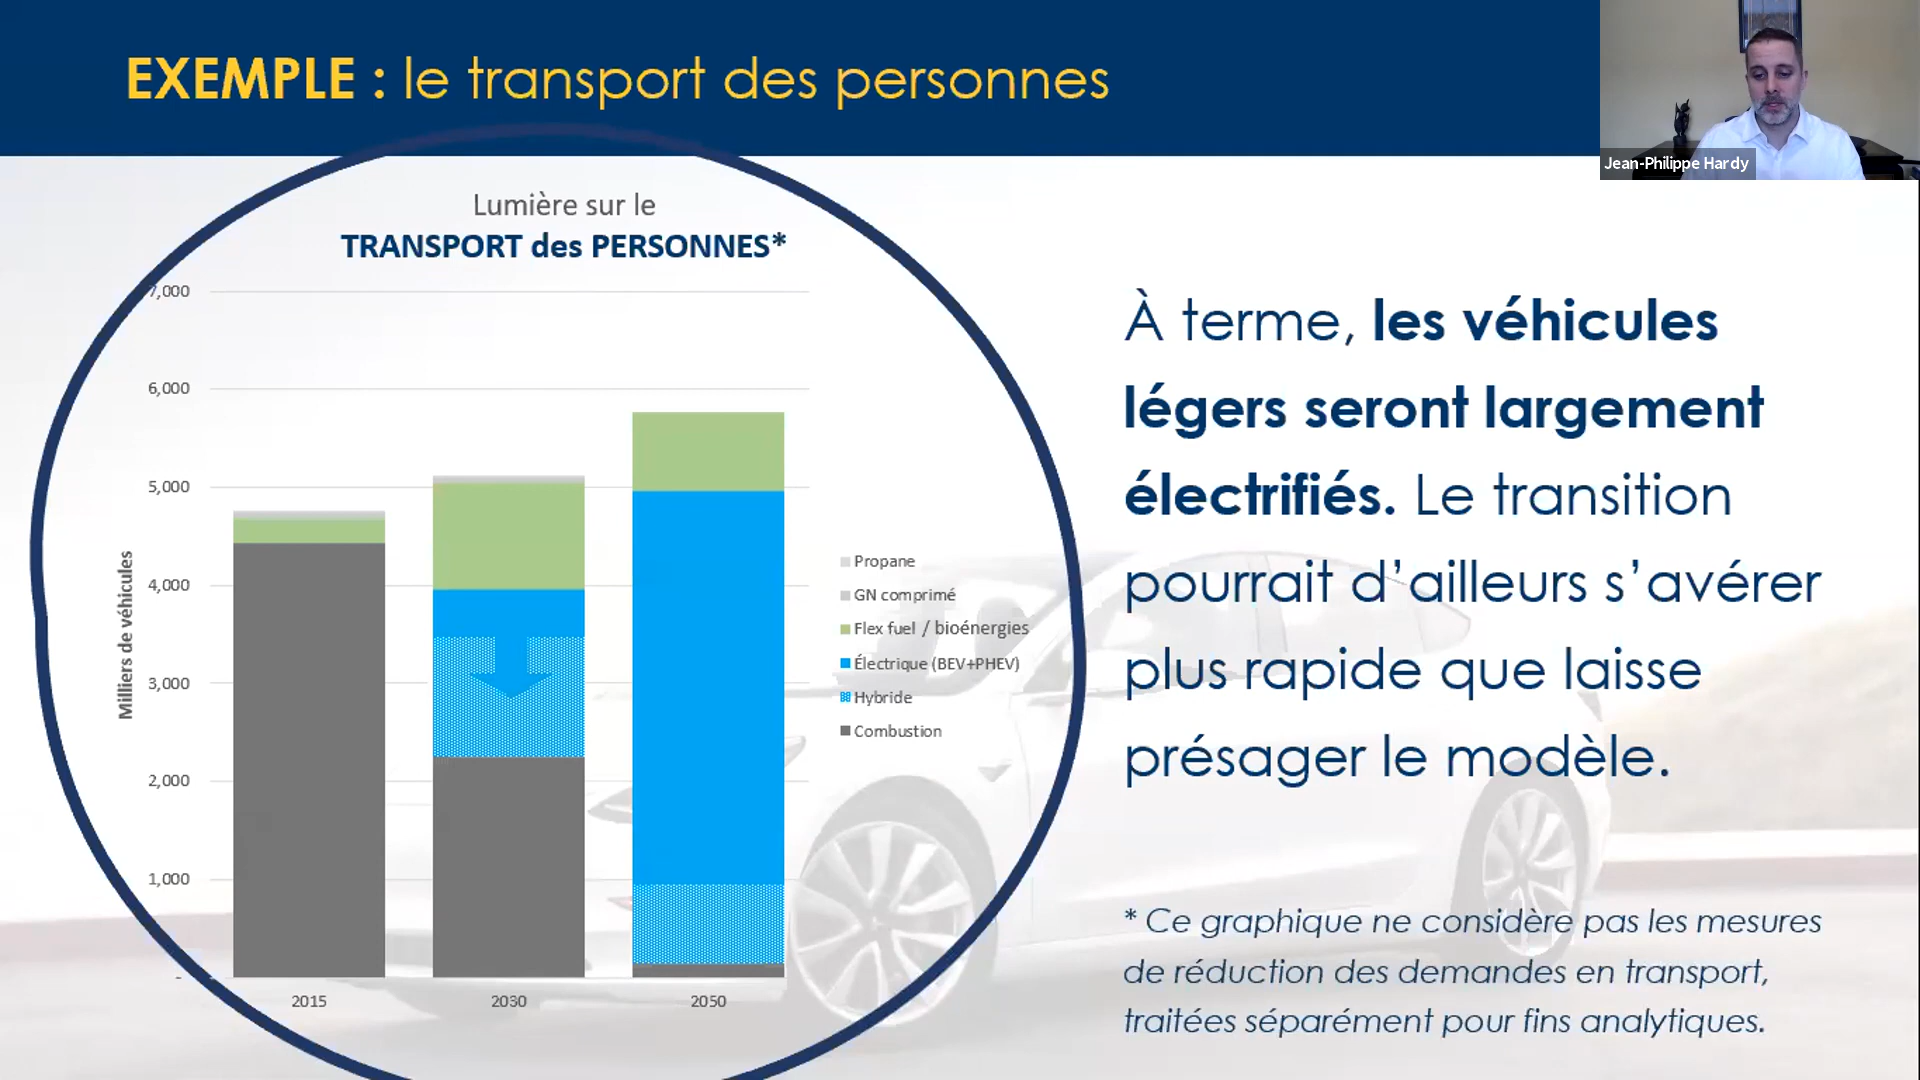 EXEMPLE : le transport des personnes
Jean-Philippe Hardy
Lumière sur le
TRANSPORT des PERSONNES*
7,000
6,000
5,000
4,000
3,000
2,000
1,000
-
Milliers de véhicules
2015
2030
2050
Propane
GN comprimé
Flex fuel / bioénergies
Électrique (BEV+PHEV)
Hybride
Combustion
À terme, les véhicules
légers seront largement
électrifiés. Le transition
pourrait d’ailleurs s’avérer
plus rapide que laisse
présager le modèle.
* Ce graphique ne considère pas les mesures
de réduction des demandes en transport,
traitées séparément pour fins analytiques.